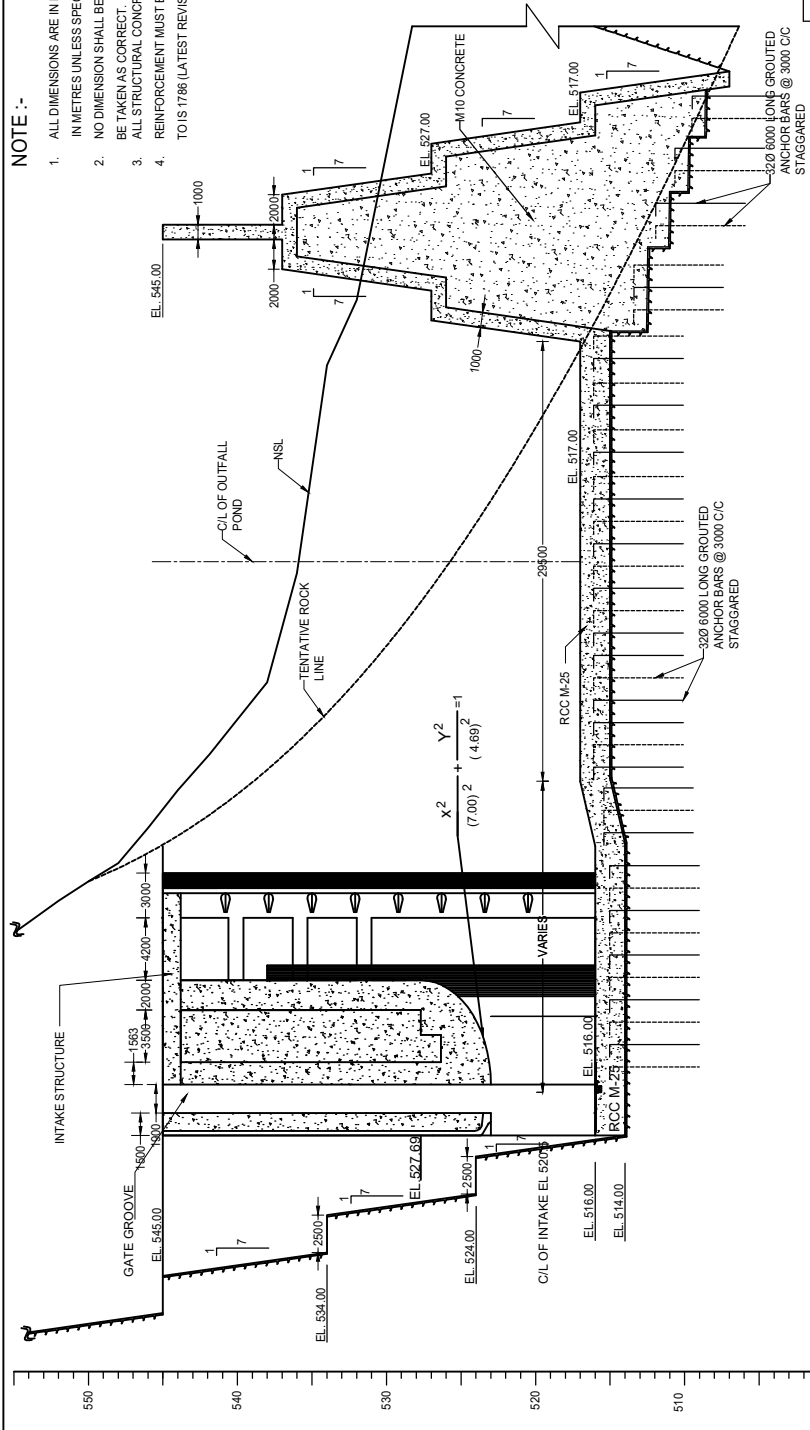 NOTE :-
1. ALL DIMENSIONS ARE IN
IN METRES UNLESS SPEC
2. NO DIMENSION SHALL BE
BE TAKEN AS CORRECT.
3. ALL STRUCTURAL CONCR
4. REINFORCEMENT MUST
TO IS 1786 (LATEST REVIS
INTAKE STRUCTURE
GATE GROOVE
EL. 545.00
1500
1900
1563
3500
2000
4200
3000
EL. 534.00
2500
1
7
1
7
EL. 527.69
EL. 524.00
2500
1
7
C/L OF INTAKE EL 520.5
EL. 516.00
EL. 514.00
EL. 516.00
RCC M-25
VARIES
X² / (7.00)² + Y² / (4.69)² =1
TENTATIVE ROCK
LINE
C/L OF OUTFALL
POND
NSL
29500
RCC M-25
EL. 517.00
32Ø 6000 LONG GROUTED
ANCHOR BARS @ 3000 C/C
STAGGARED
EL. 545.00
1000
2000
2000
1
7
1
7
EL. 527.00
1
7
M10 CONCRETE
1000
EL. 517.00
1
7
32Ø 6000 LONG GROUTED
ANCHOR BARS @ 3000 C/C
STAGGARED
550
540
530
520
510